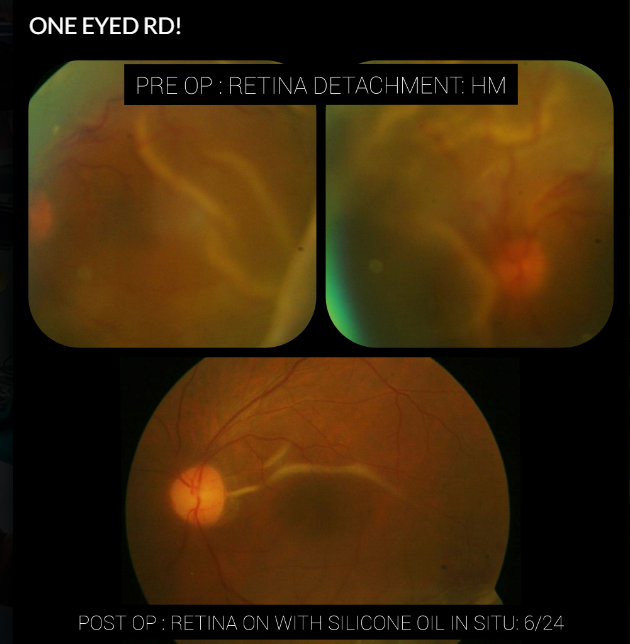 ONE EYED RD!
PRE OP : RETINA DETACHMENT: HM
POST OP : RETINA ON WITH SILICONE OIL IN SITU: 6/24